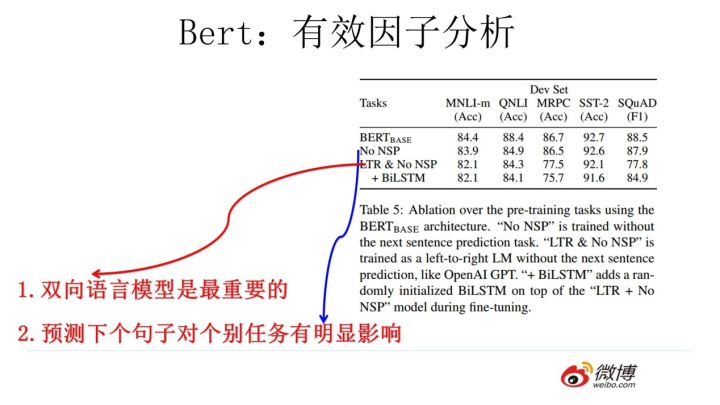 Bert：有效因子分析
Dev Set
Tasks MNLI-m QNLI MRPC SST-2 SQuAD
(Acc) (Acc) (Acc) (Acc) (F1)
BERTBASE 84.4 88.4 86.7 92.7 88.5
No NSP 83.9 84.9 86.5 92.6 87.9
LTR & No NSP 82.1 84.3 77.5 92.1 77.8
+ BiLSTM 82.1 84.1 75.7 91.6 84.9
Table 5: Ablation over the pre-training tasks using the
BERTBASE architecture. “No NSP” is trained without
the next sentence prediction task. “LTR & No NSP” is
trained as a left-to-right LM without the next sentence
prediction, like OpenAI GPT. “+ BiLSTM” adds a ran-
domly initialized BiLSTM on top of the “LTR + No
NSP” model during fine-tuning.
1.双向语言模型是最重要的
2.预测下个句子对个别任务有明显影响
微博
weibo.com